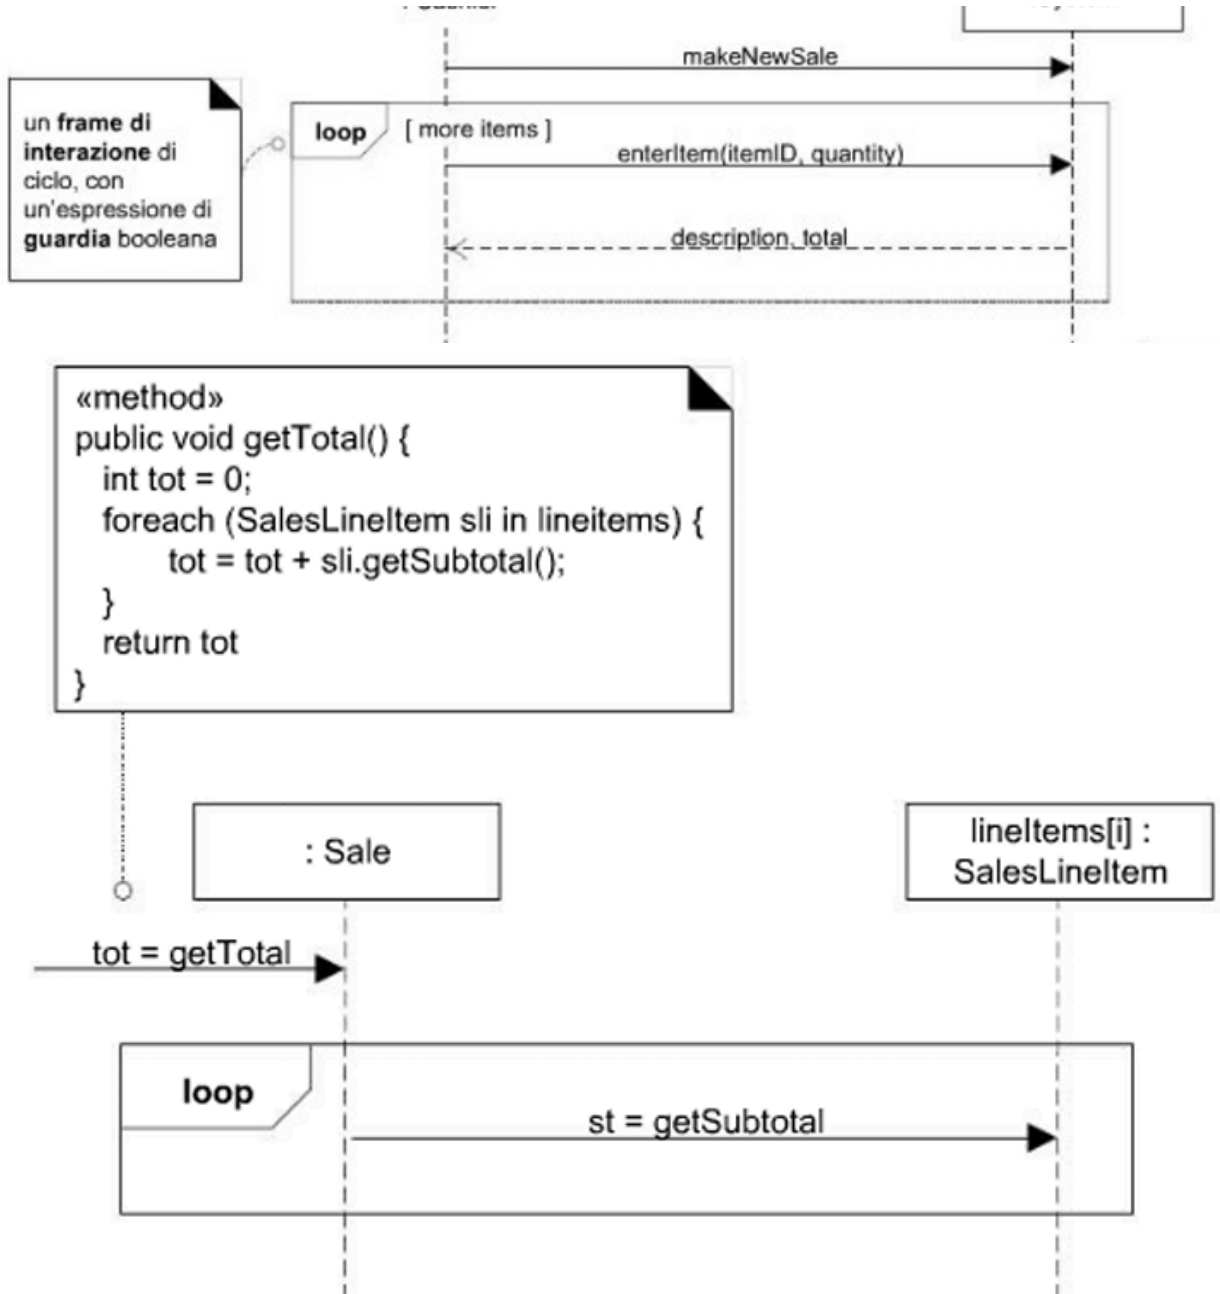 makeNewSale
un frame di
interazione di
ciclo, con
un'espressione di
guardia booleana
loop
[ more items ]
enterItem(itemID, quantity)
description, total
«method»
public void getTotal() {
int tot = 0;
foreach (SalesLineItem sli in lineitems) {
tot = tot + sli.getSubtotal();
}
return tot
}
: Sale
lineItems[i] :
SalesLineItem
tot = getTotal
loop
st = getSubtotal